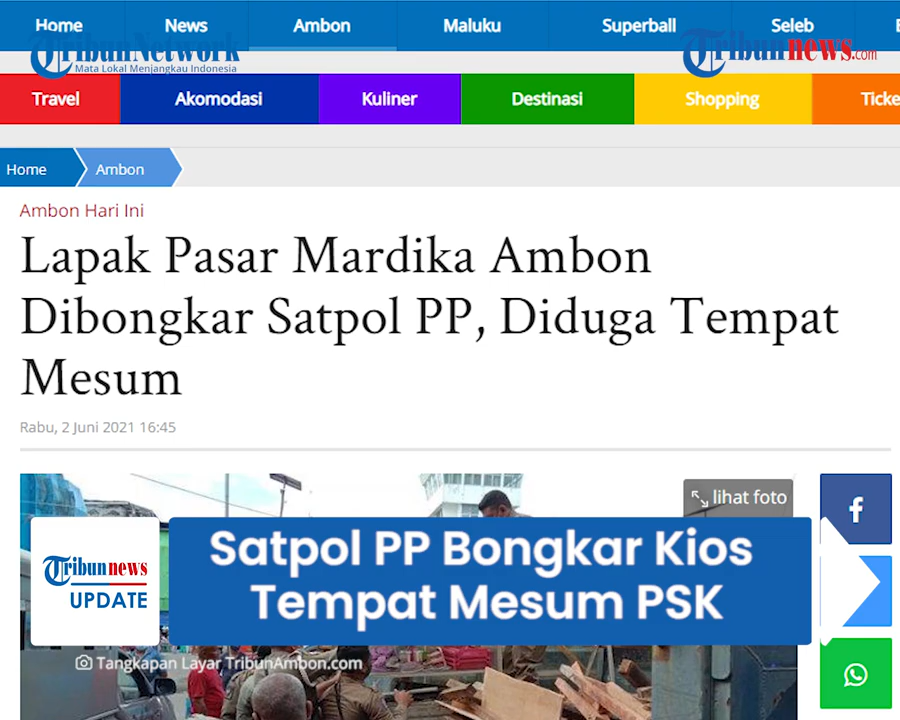 Home News Ambon Maluku Superball Seleb
TribunNetwork
Mata Lokal Menjangkau Indonesia
Tribunnews.com
Travel Akomodasi Kuliner Destinasi Shopping Ticke
Home Ambon
Ambon Hari Ini
Lapak Pasar Mardika Ambon
Dibongkar Satpol PP, Diduga Tempat
Mesum
Rabu, 2 Juni 2021 16:45
lihat foto
Tribunnews
UPDATE
Satpol PP Bongkar Kios
Tempat Mesum PSK
Tangkapan Layar TribunAmbon.com